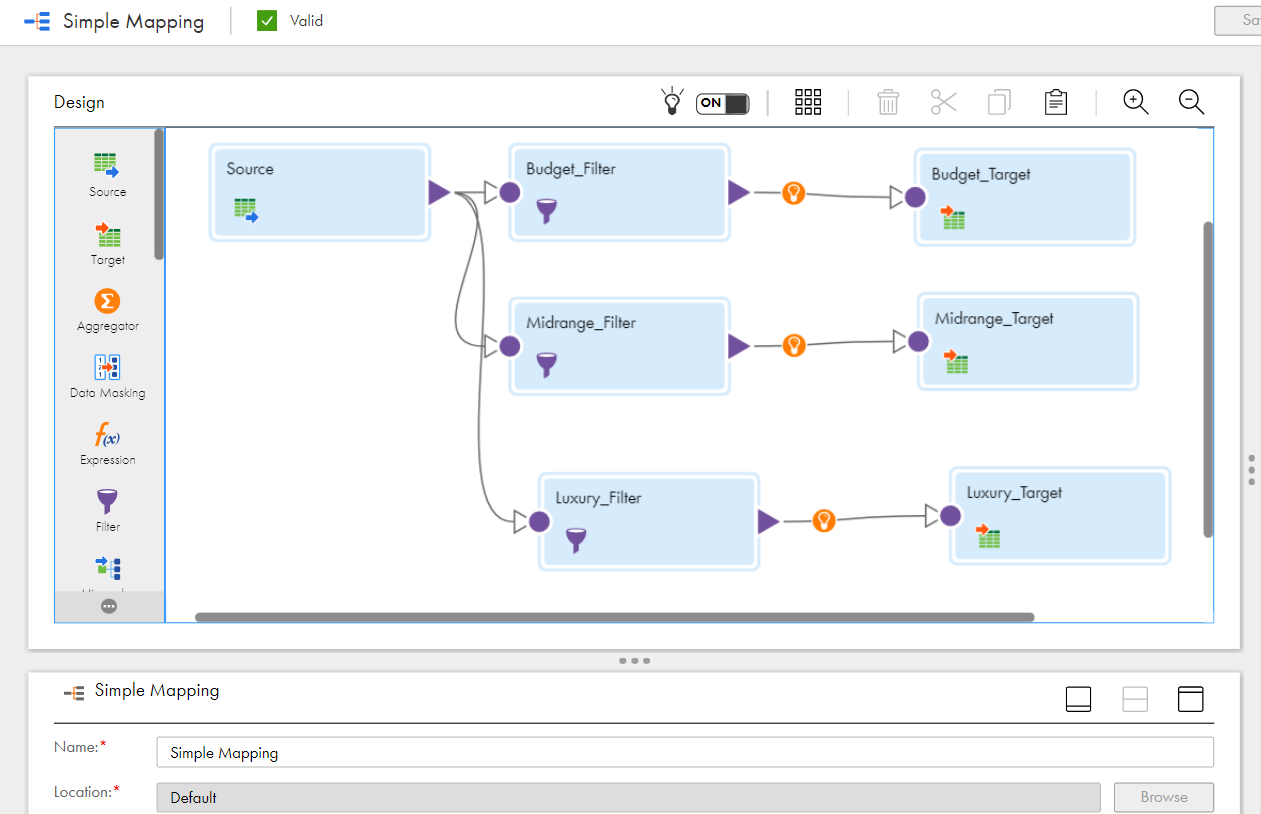 Simple Mapping
Valid
Sa
Design
ON
Source
Target
Aggregator
Data Masking
Expression
Filter
Source
Budget_Filter
Budget_Target
Midrange_Filter
Midrange_Target
Luxury_Filter
Luxury_Target
Simple Mapping
Name:*
Simple Mapping
Location:*
Default
Browse